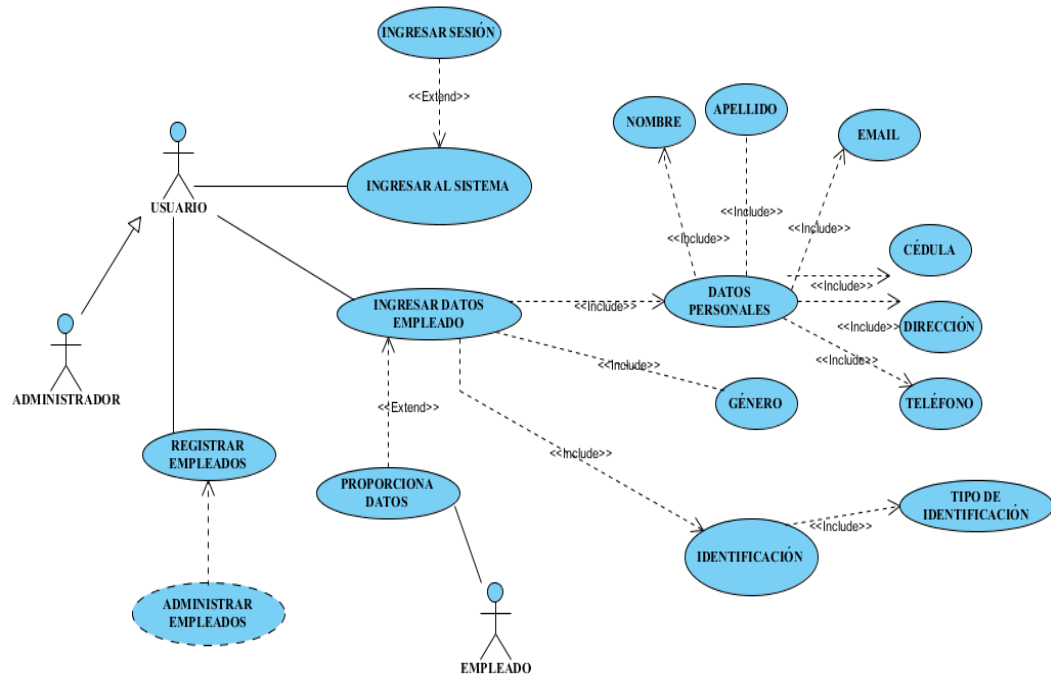 INGRESAR SESIÓN
<<Extend>>
INGRESAR AL SISTEMA
USUARIO
NOMBRE
APELLIDO
EMAIL
<<Include>>
<<Include>>
<<Include>>
CÉDULA
<<Include>>
DATOS
PERSONALES
INGRESAR DATOS
EMPLEADO
<<Include>>
<<Include>>
DIRECCIÓN
<<Include>>
TELÉFONO
<<Include>>
GÉNERO
ADMINISTRADOR
<<Extend>>
REGISTRAR
EMPLEADOS
PROPORCIONA
DATOS
<<Include>>
TIPO DE
IDENTIFICACIÓN
<<Include>>
IDENTIFICACIÓN
ADMINISTRAR
EMPLEADOS
EMPLEADO